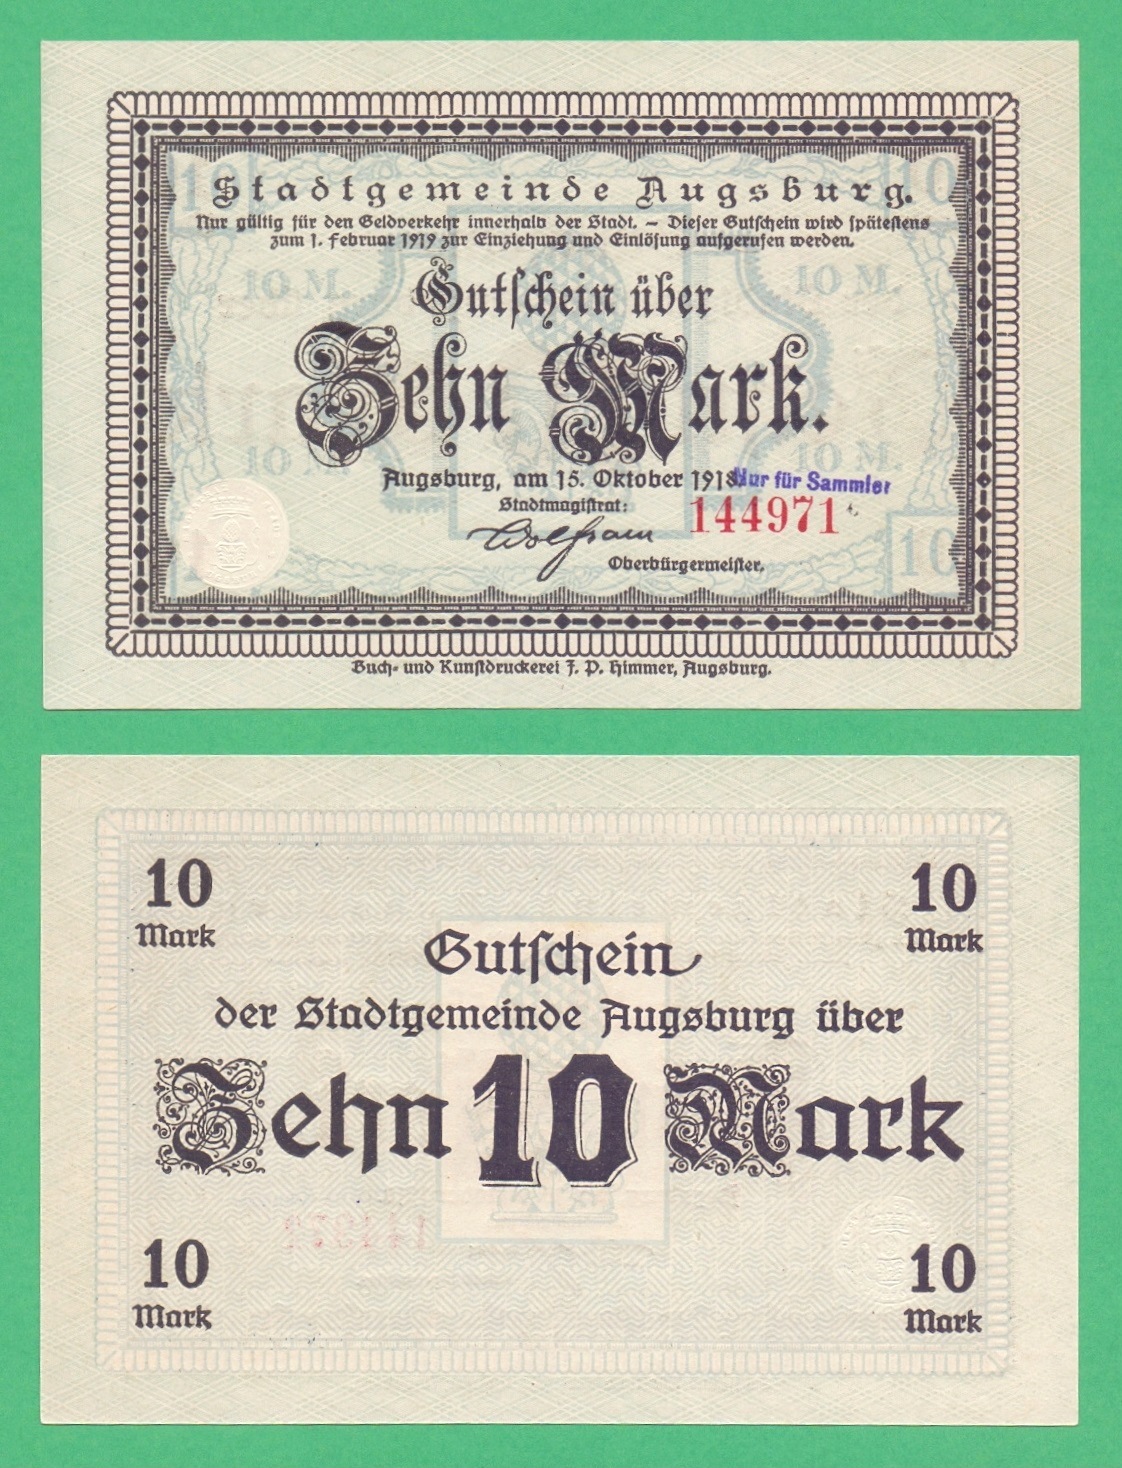 Stadtgemeinde Augsburg.
Nur gültig für den Geldverkehr innerhalb der Stadt. – Dieser Gutschein wird spätestens
zum 1. Februar 1919 zur Einziehung und Einlösung aufgerufen werden.
10
10
10 M.
10 M.
Gutschein über
Zehn Mark.
10 M.
10 M.
Augsburg, am 15. Oktober 1918.
Nur für Sammler
Stadtmagistrat:
144971
Wolfram
Oberbürgermeister.
10
Buch- und Kunstdruckerei J. P. Himmer, Augsburg.
10
Mark
10
Mark
Gutschein
der Stadtgemeinde Augsburg über
Zehn 10 Mark
10
Mark
10
Mark